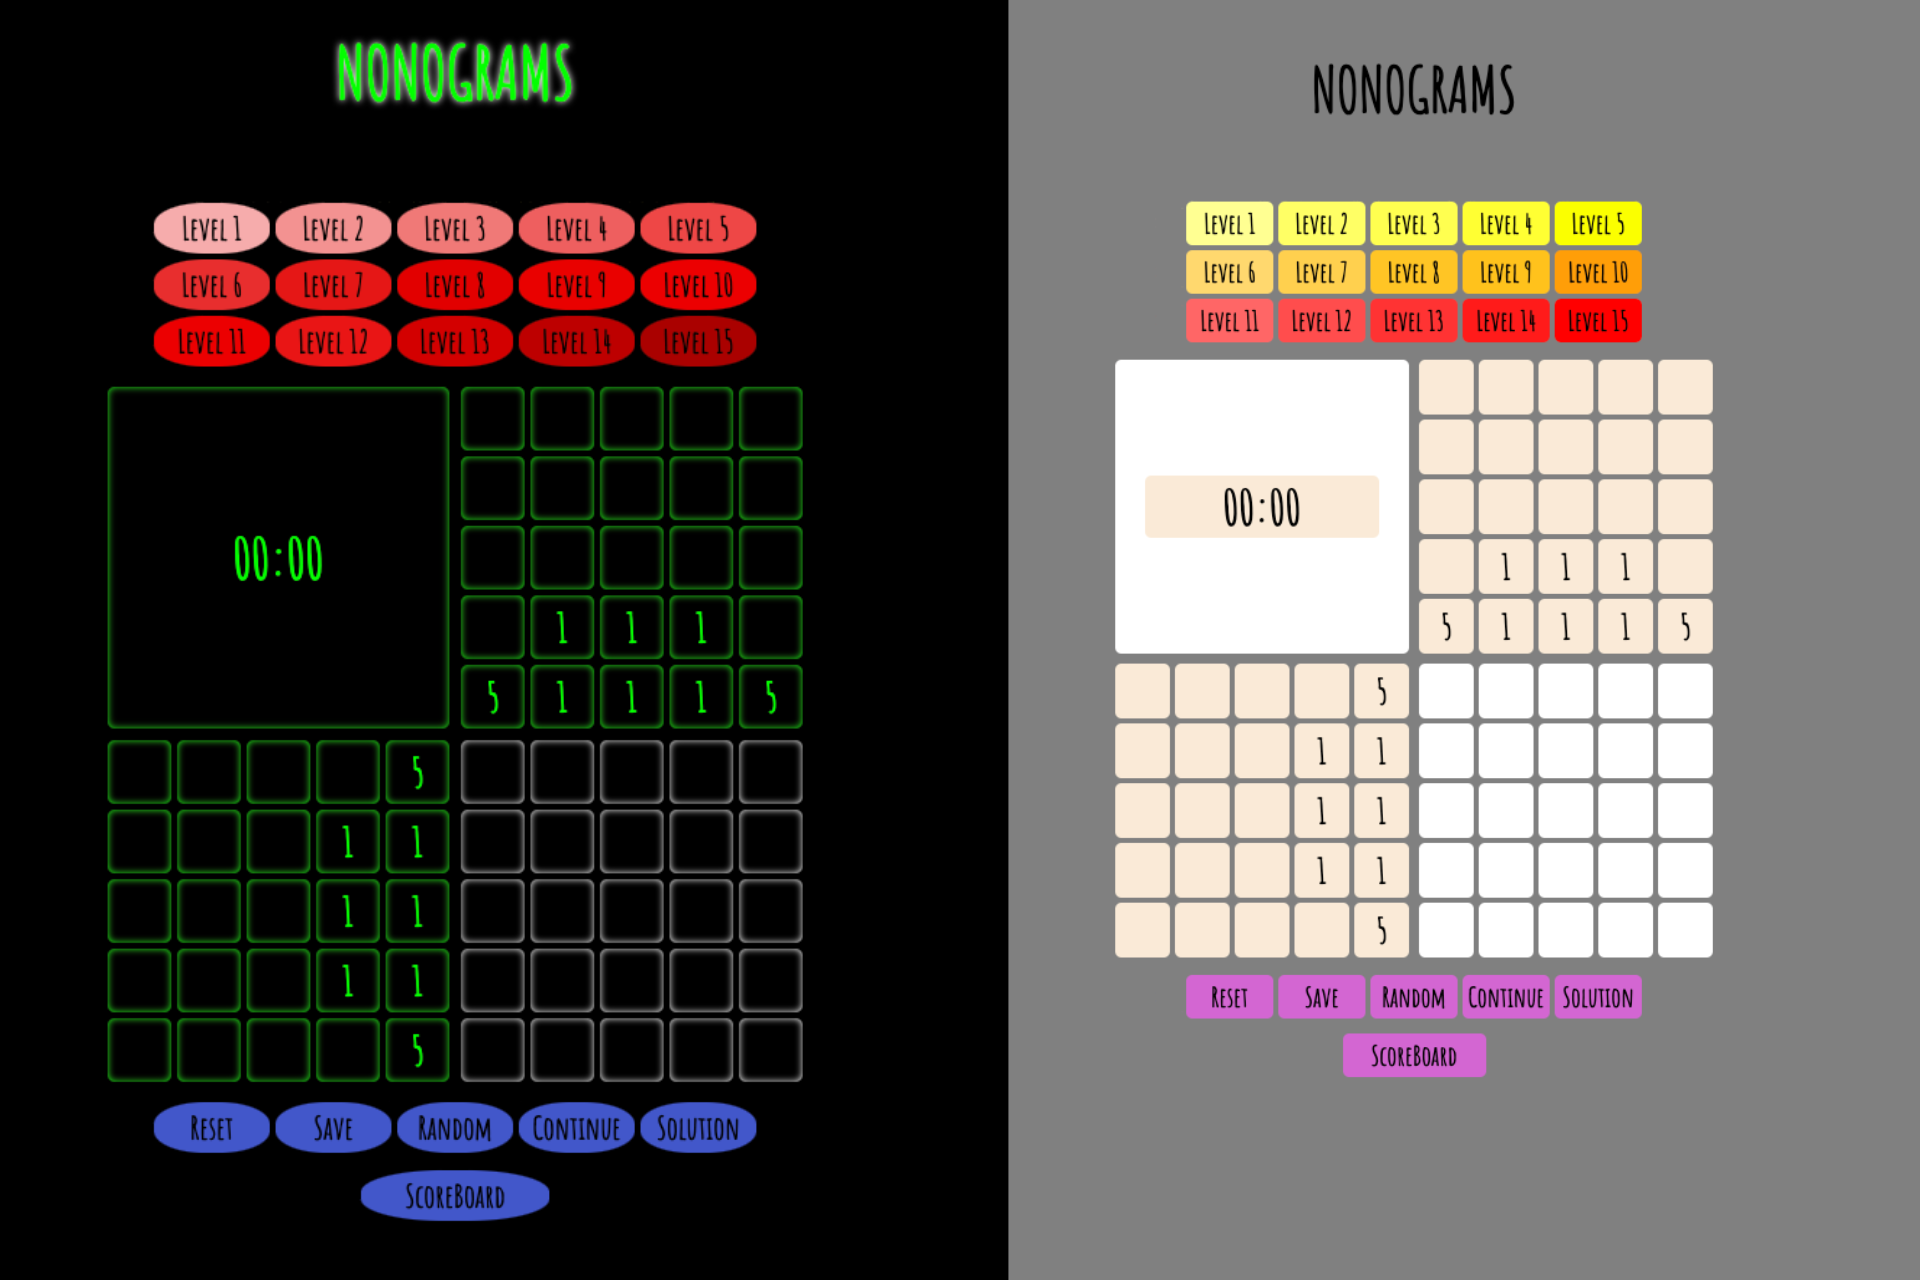 NONOGRAMS
Level 1 Level 2 Level 3 Level 4 Level 5
Level 6 Level 7 Level 8 Level 9 Level 10
Level 11 Level 12 Level 13 Level 14 Level 15
00:00
1 1 1
5 1 1 1 5
5
1 1
1 1
1 1
5
Reset Save Random Continue Solution
ScoreBoard
NONOGRAMS
Level 1 Level 2 Level 3 Level 4 Level 5
Level 6 Level 7 Level 8 Level 9 Level 10
Level 11 Level 12 Level 13 Level 14 Level 15
00:00
1 1 1
5 1 1 1 5
5
1 1
1 1
1 1
5
Reset Save Random Continue Solution
ScoreBoard